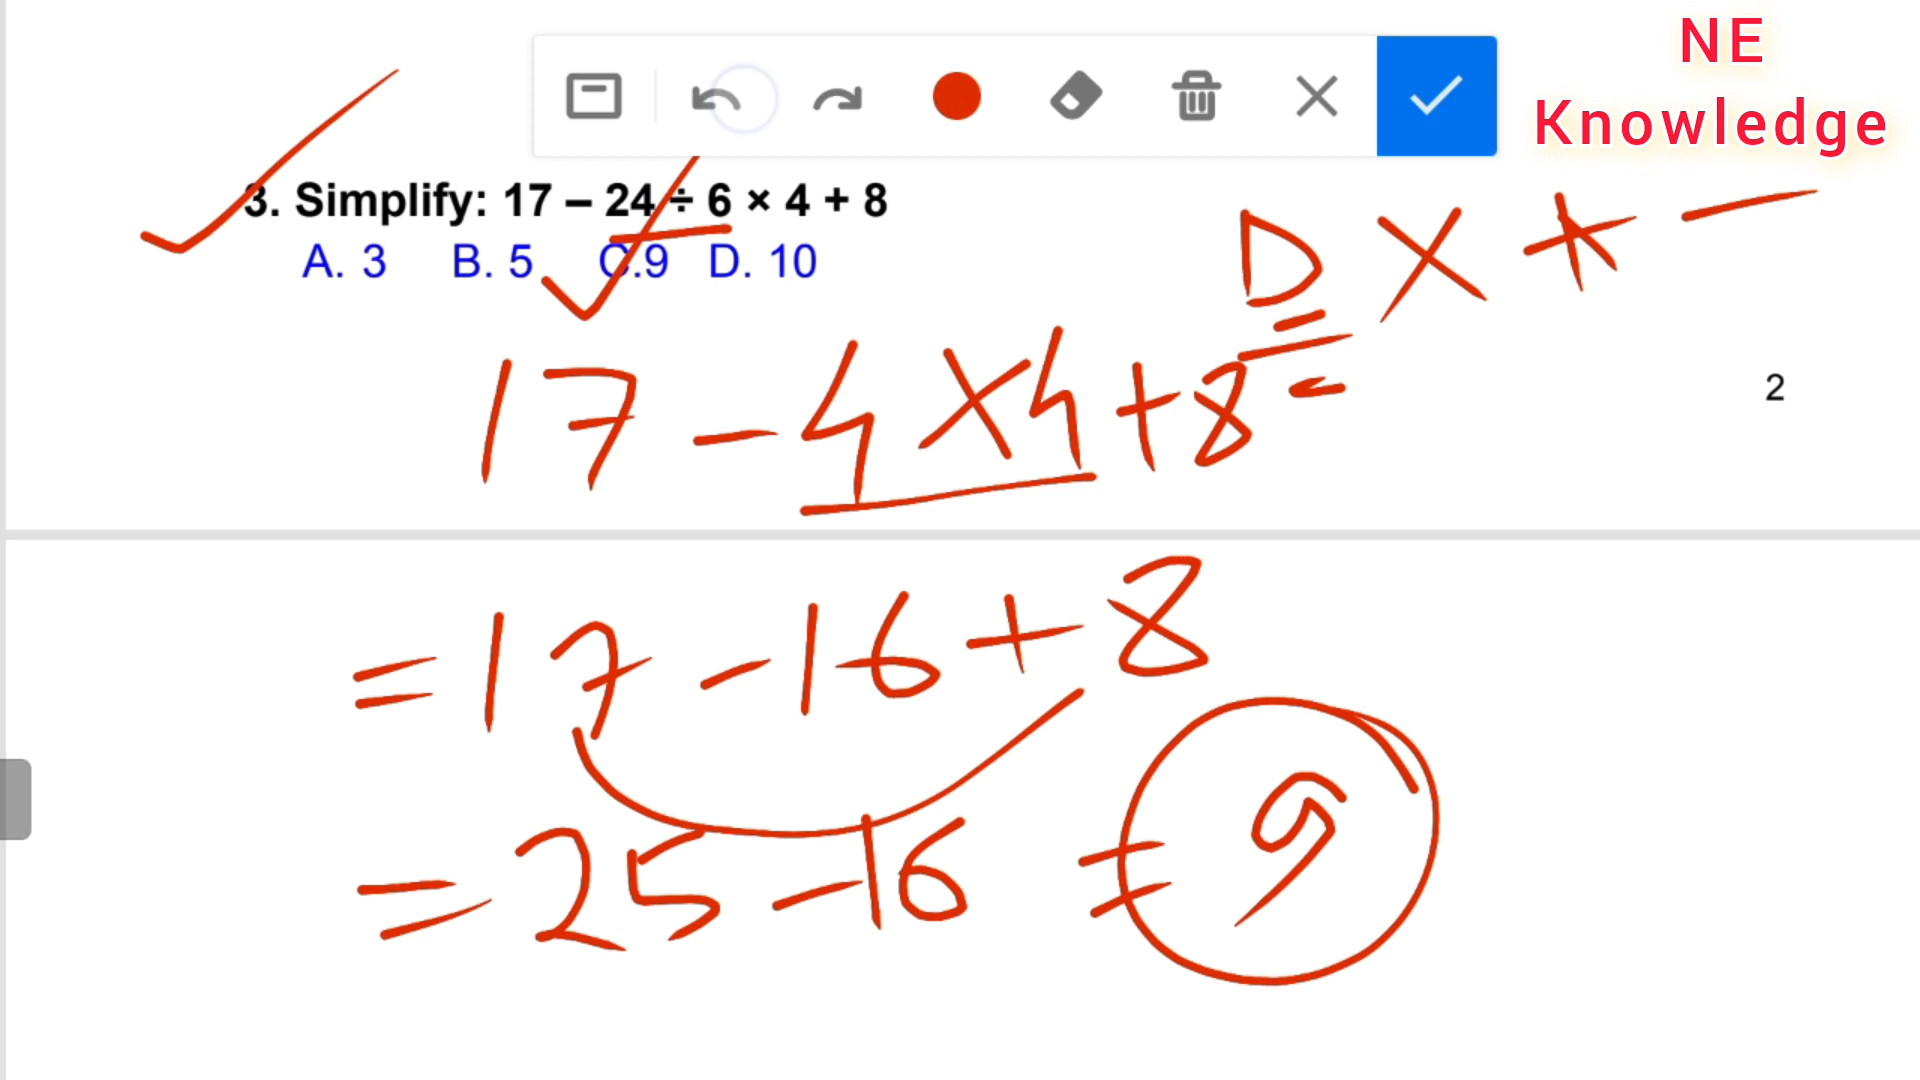 NE
Knowledge
3. Simplify: 17 – 24 ÷ 6 × 4 + 8
A. 3 B. 5 C.9 D. 10
D × + –
17 - 4 × 4 + 8 =
2
= 17 - 16 + 8
= 25 - 16 = 9